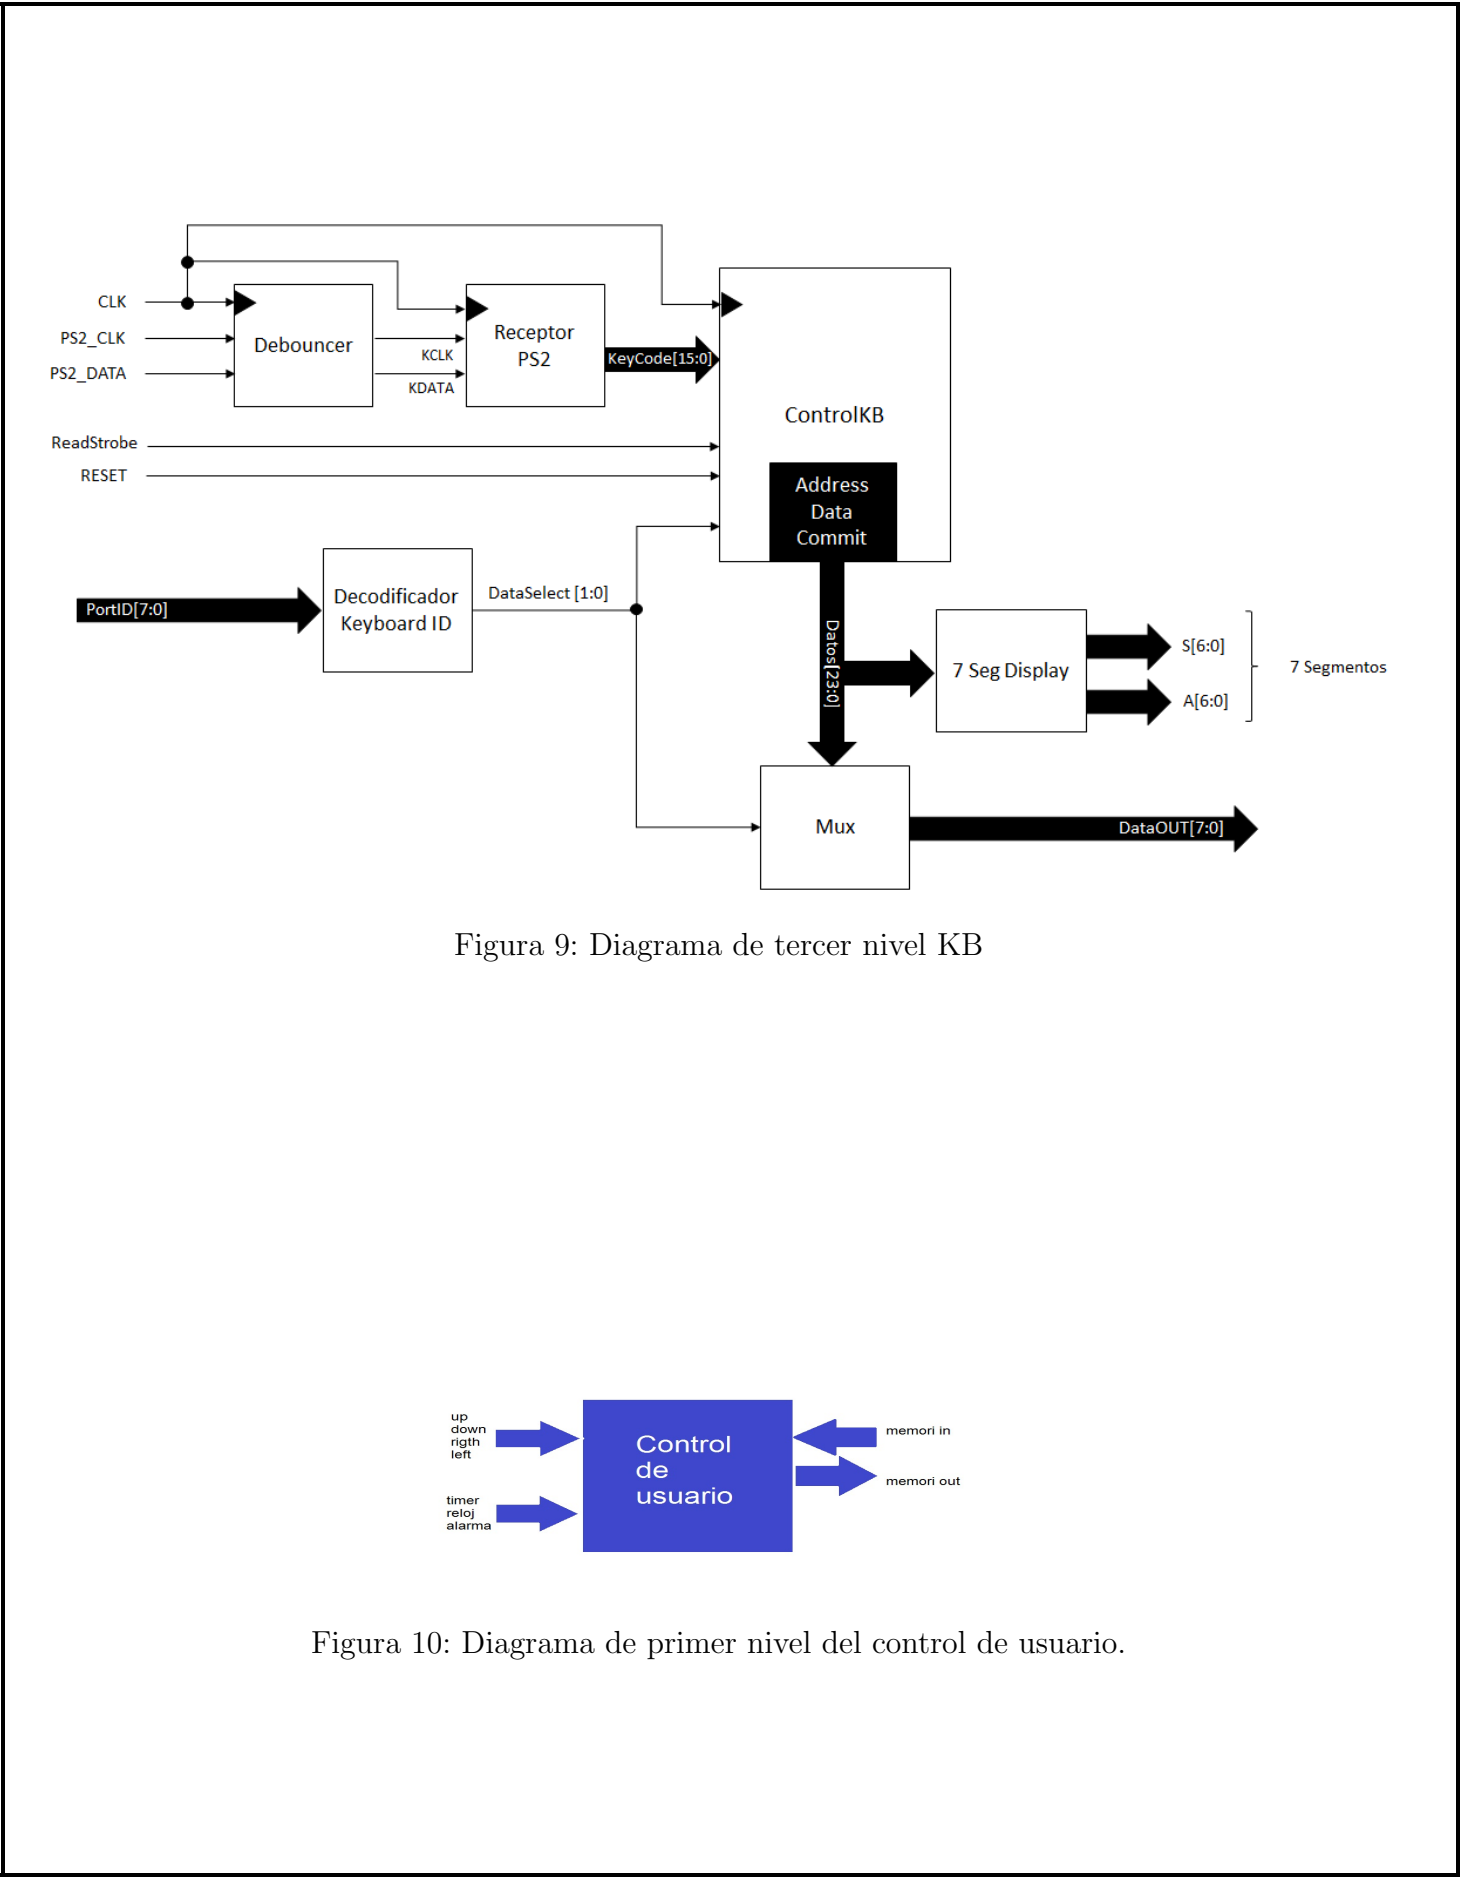 CLK
PS2_CLK
PS2_DATA
Debouncer
KCLK
KDATA
Receptor
PS2
KeyCode[15:0]
ControlKB
ReadStrobe
RESET
Address
Data
Commit
PortID[7:0]
Decodificador
Keyboard ID
DataSelect [1:0]
Datos[23:0]
7 Seg Display
S[6:0]
A[6:0]
7 Segmentos
Mux
DataOUT[7:0]
Figura 9: Diagrama de tercer nivel KB
up
down
rigth
left
timer
reloj
alarma
Control
de
usuario
memori in
memori out
Figura 10: Diagrama de primer nivel del control de usuario.